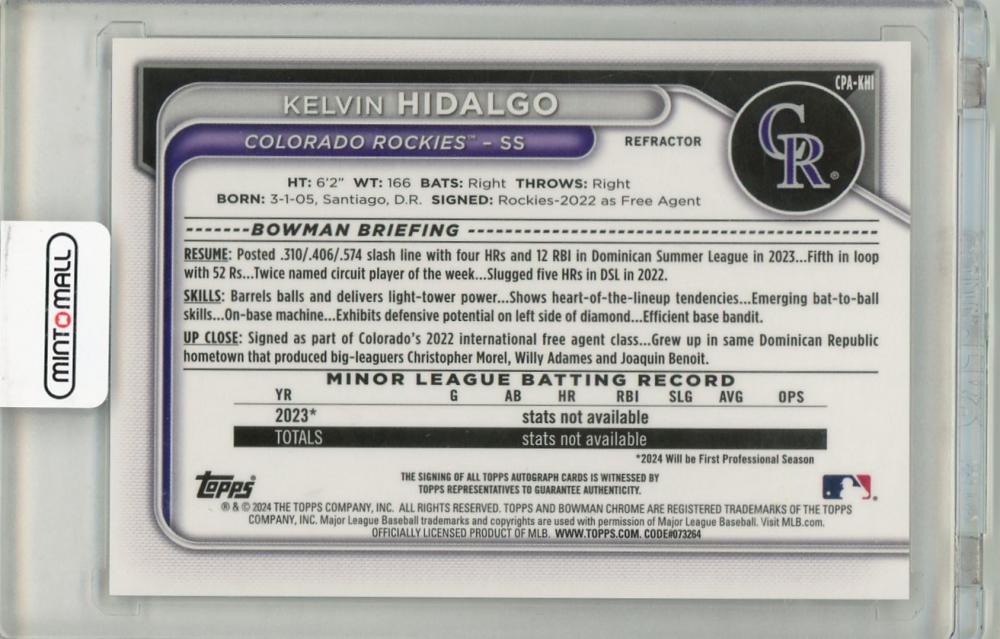 CPA-KHI
KELVIN HIDALGO
COLORADO ROCKIES™ – SS
REFRACTOR
CR®
HT: 6'2" WT: 166 BATS: Right THROWS: Right
BORN: 3-1-05, Santiago, D.R. SIGNED: Rockies-2022 as Free Agent
BOWMAN BRIEFING
RESUME: Posted .310/.406/.574 slash line with four HRs and 12 RBI in Dominican Summer League in 2023...Fifth in loop
with 52 Rs...Twice named circuit player of the week...Slugged five HRs in DSL in 2022.
SKILLS: Barrels balls and delivers light-tower power...Shows heart-of-the-lineup tendencies...Emerging bat-to-ball
skills...On-base machine...Exhibits defensive potential on left side of diamond...Efficient base bandit.
UP CLOSE: Signed as part of Colorado's 2022 international free agent class...Grew up in same Dominican Republic
hometown that produced big-leaguers Christopher Morel, Willy Adames and Joaquin Benoit.
MINOR LEAGUE BATTING RECORD
YR G AB HR RBI SLG AVG OPS
2023* stats not available
TOTALS stats not available
*2024 Will be First Professional Season
Topps®
THE SIGNING OF ALL TOPPS AUTOGRAPH CARDS IS WITNESSED BY
TOPPS REPRESENTATIVES TO GUARANTEE AUTHENTICITY.
® & © 2024 THE TOPPS COMPANY, INC. ALL RIGHTS RESERVED. TOPPS AND BOWMAN CHROME ARE REGISTERED TRADEMARKS OF THE TOPPS
COMPANY, INC. Major League Baseball trademarks and copyrights are used with permission of Major League Baseball. Visit MLB.com.
OFFICIALLY LICENSED PRODUCT OF MLB. WWW.TOPPS.COM. CODE#073264
MINTOMALL